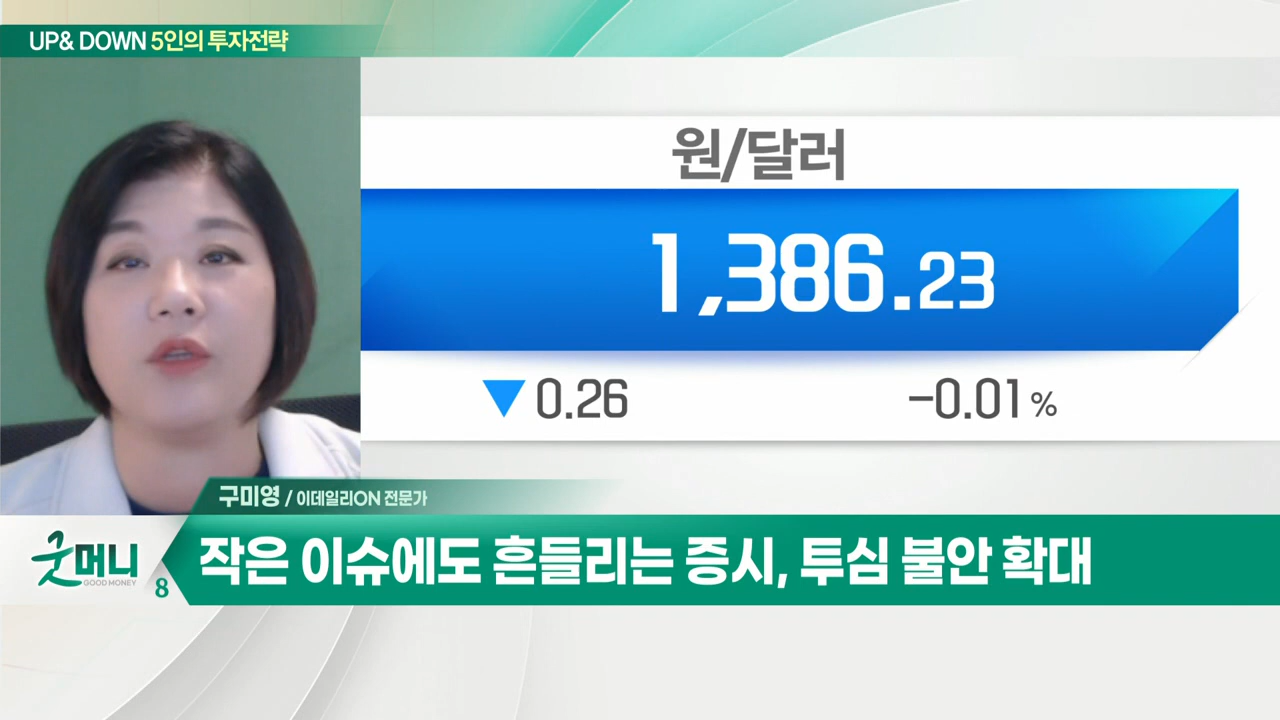 UP& DOWN 5인의 투자전략
원/달러
1,386.23
▼ 0.26 -0.01 %
구미영 / 이데일리ON 전문가
굿머니
GOOD MONEY
8
작은 이슈에도 흔들리는 증시, 투심 불안 확대